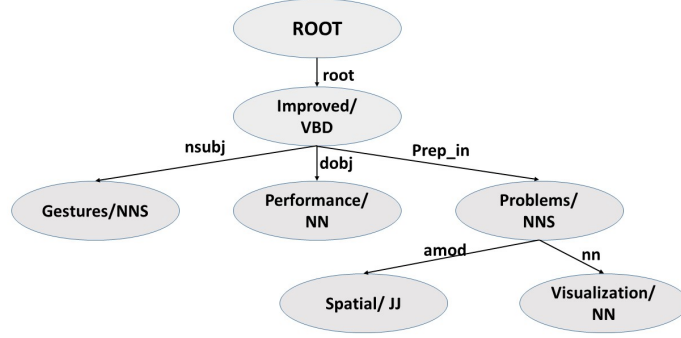 ROOT
root
Improved/
VBD
nsubj
dobj
Prep_in
Gestures/NNS
Performance/
NN
Problems/
NNS
amod
nn
Spatial/ JJ
Visualization/
NN